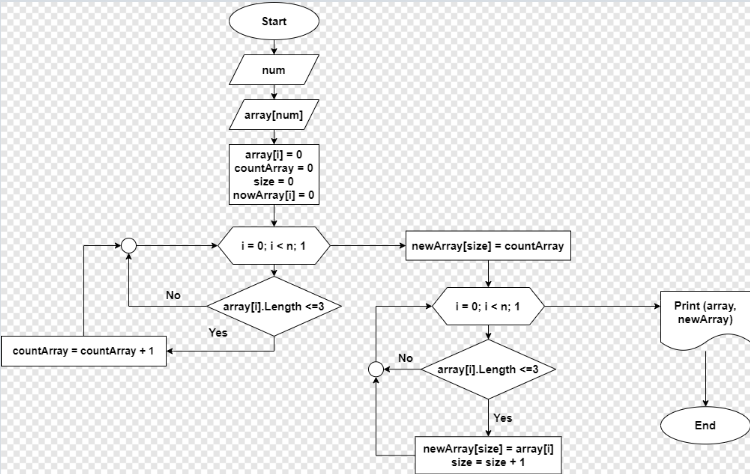 Start
num
array[num]
array[i] = 0
countArray = 0
size = 0
nowArray[i] = 0
i = 0; i < n; 1
newArray[size] = countArray
No
array[i].Length <=3
Yes
countArray = countArray + 1
i = 0; i < n; 1
Print (array,
newArray)
No
array[i].Length <=3
Yes
newArray[size] = array[i]
size = size + 1
End